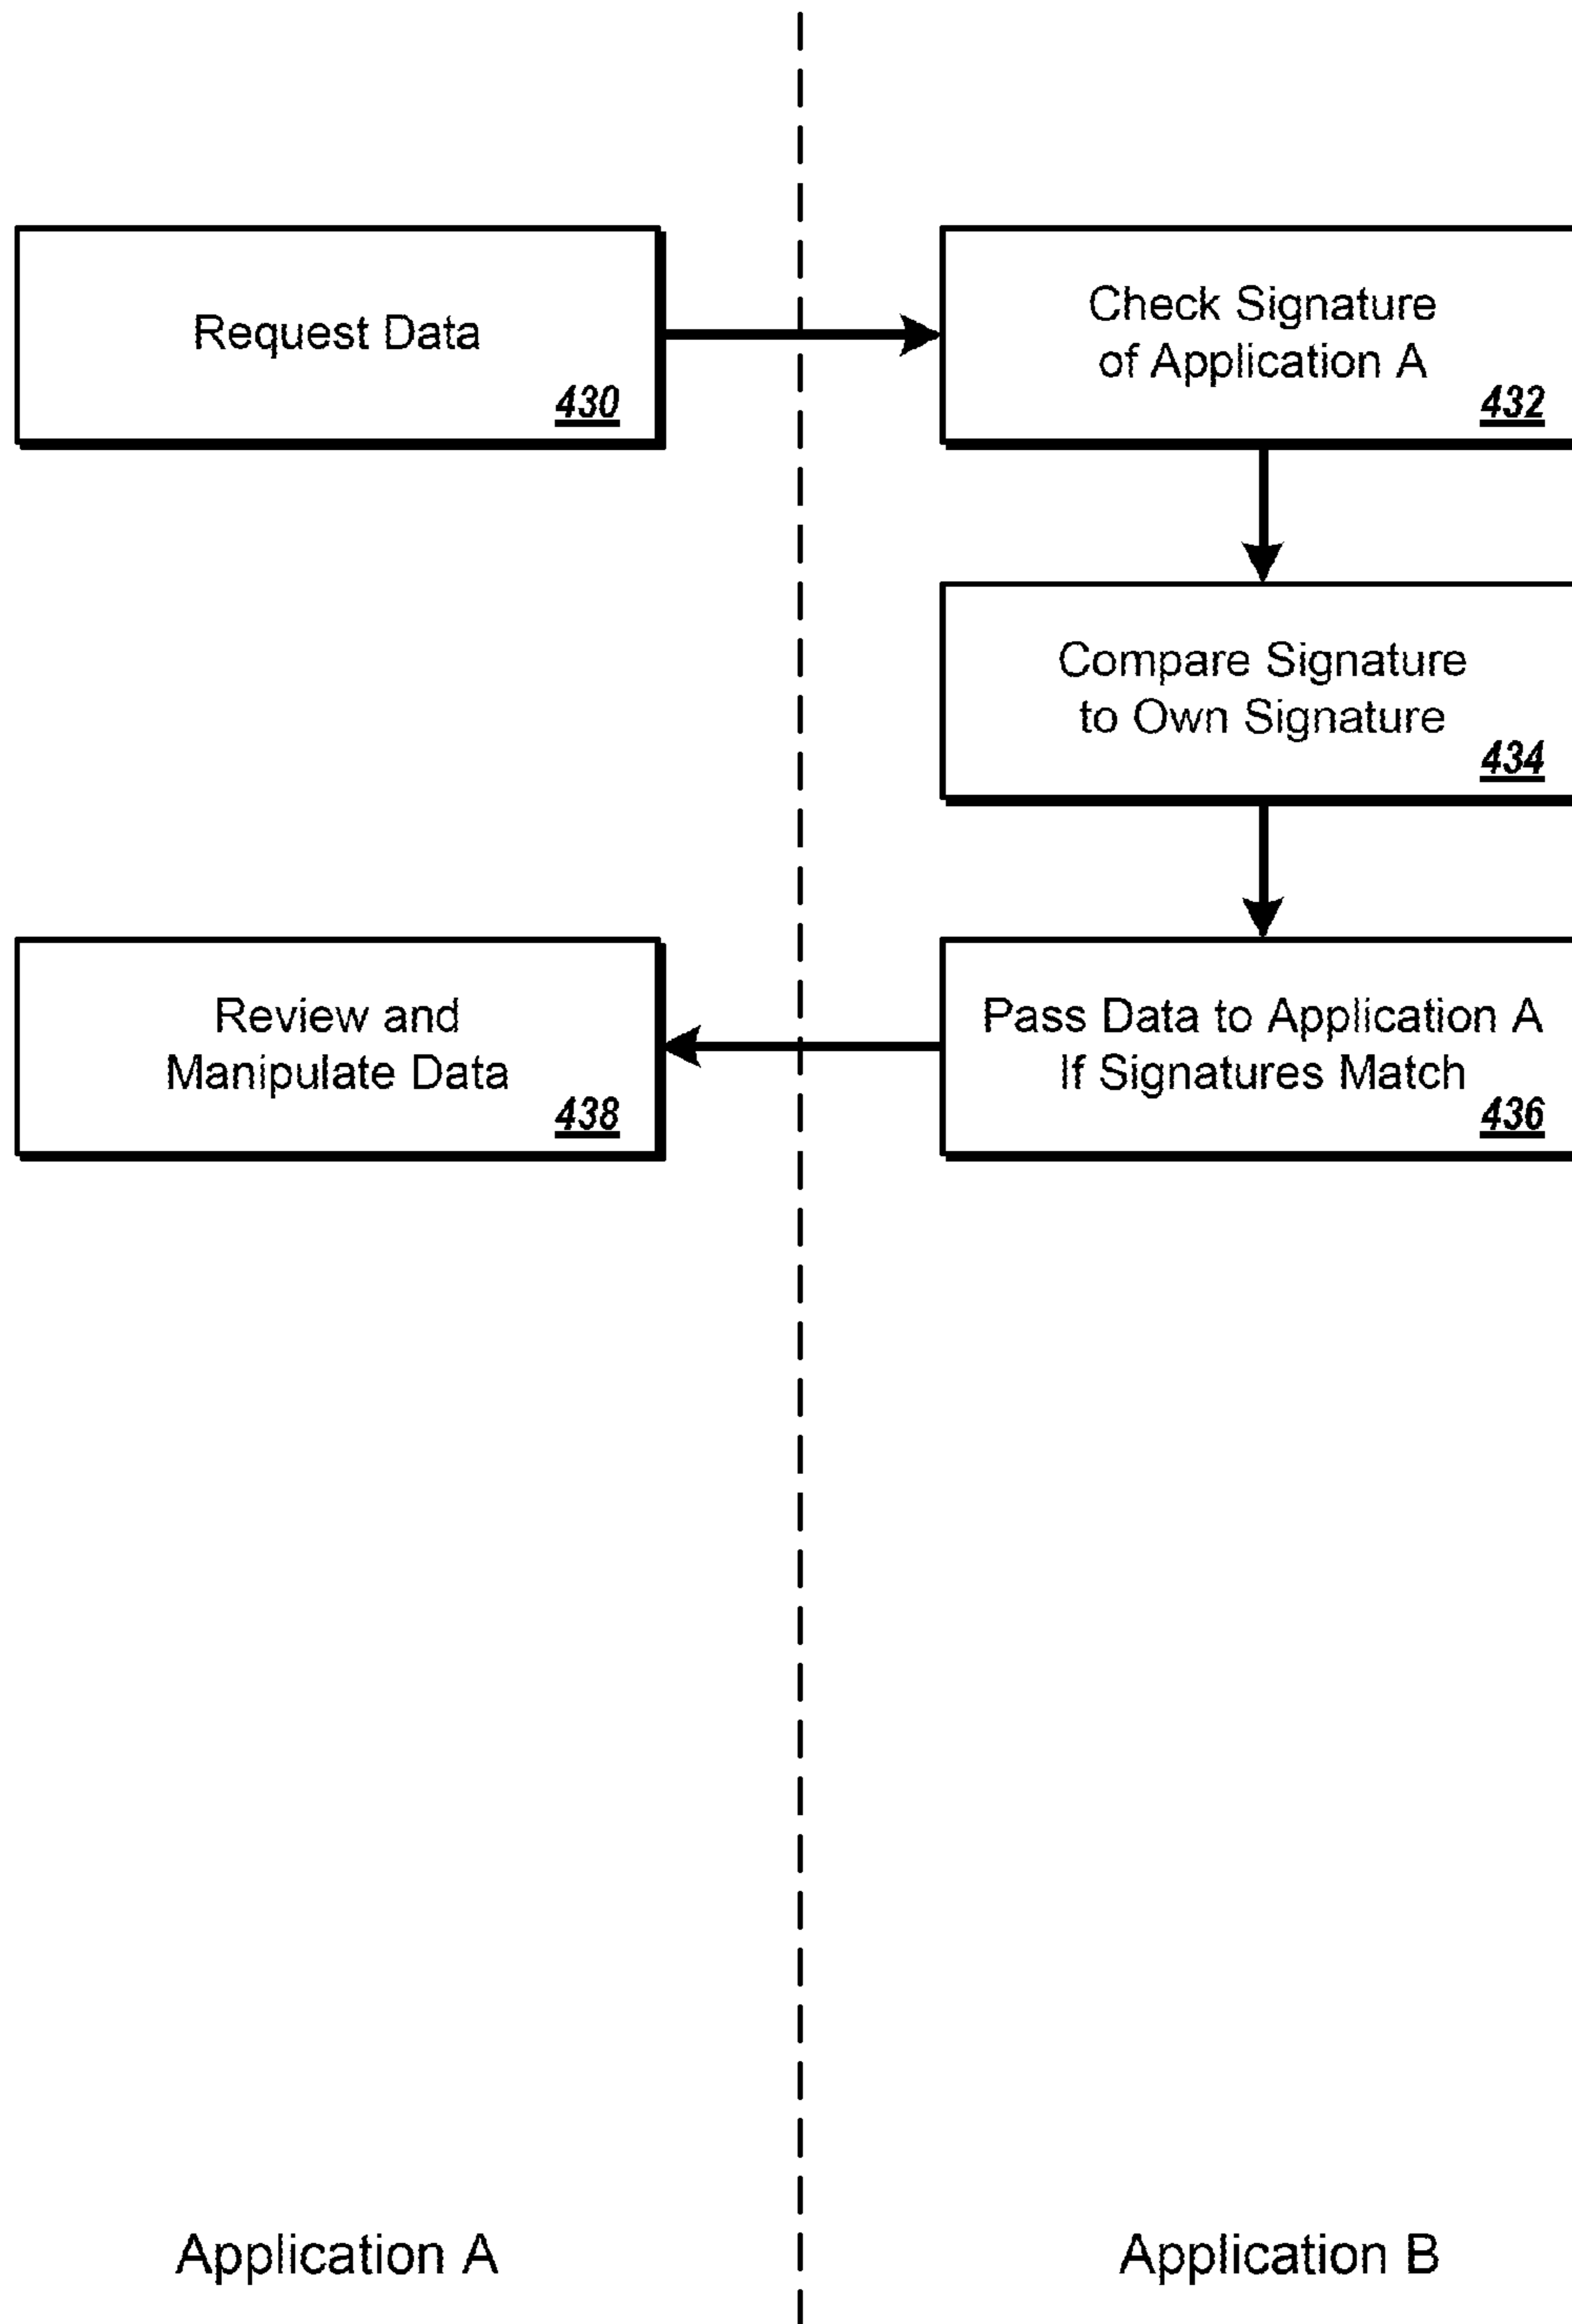 Request Data
430
Check Signature
of Application A
432
Compare Signature
to Own Signature
434
Pass Data to Application A
If Signatures Match
436
Review and
Manipulate Data
438
Application A
Application B